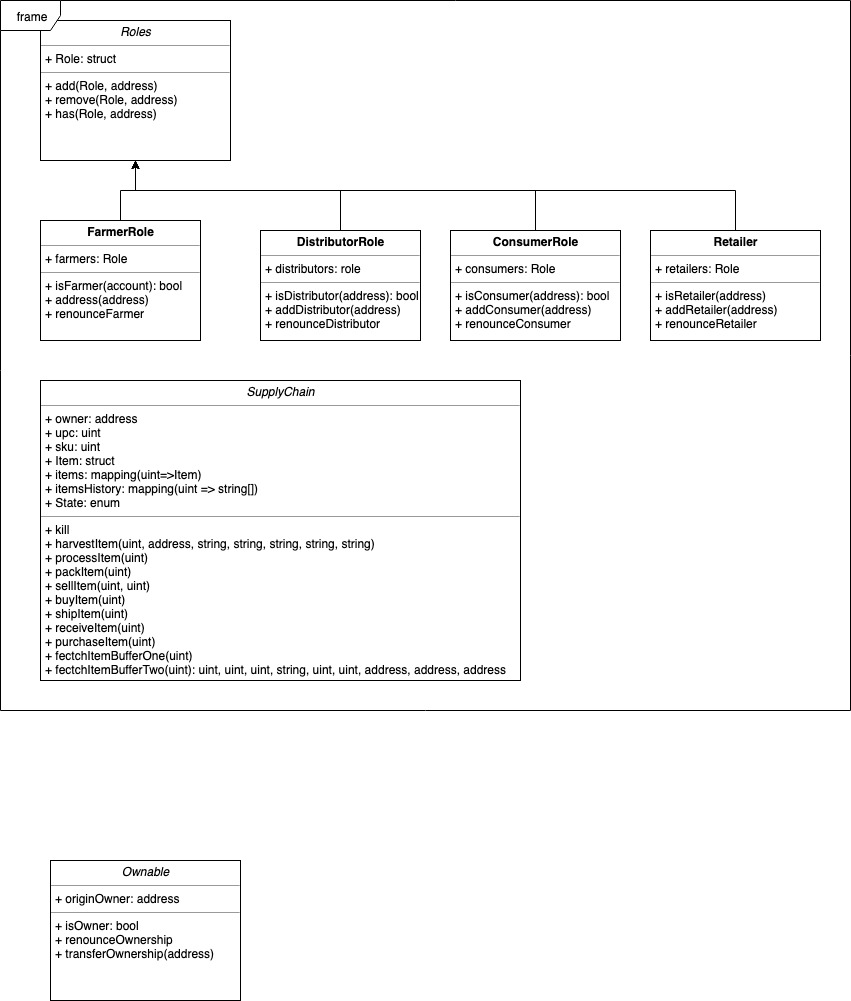 frame
Roles
+ Role: struct
+ add(Role, address)
+ remove(Role, address)
+ has(Role, address)
FarmerRole
+ farmers: Role
+ isFarmer(account): bool
+ address(address)
+ renounceFarmer
DistributorRole
+ distributors: role
+ isDistributor(address): bool
+ addDistributor(address)
+ renounceDistributor
ConsumerRole
+ consumers: Role
+ isConsumer(address): bool
+ addConsumer(address)
+ renounceConsumer
Retailer
+ retailers: Role
+ isRetailer(address)
+ addRetailer(address)
+ renounceRetailer
SupplyChain
+ owner: address
+ upc: uint
+ sku: uint
+ Item: struct
+ items: mapping(uint=>Item)
+ itemsHistory: mapping(uint => string[])
+ State: enum
+ kill
+ harvestItem(uint, address, string, string, string, string, string)
+ processItem(uint)
+ packItem(uint)
+ sellItem(uint, uint)
+ buyItem(uint)
+ shipItem(uint)
+ receiveItem(uint)
+ purchaseItem(uint)
+ fectchItemBufferOne(uint)
+ fectchItemBufferTwo(uint): uint, uint, uint, string, uint, uint, address, address, address
Ownable
+ originOwner: address
+ isOwner: bool
+ renounceOwnership
+ transferOwnership(address)